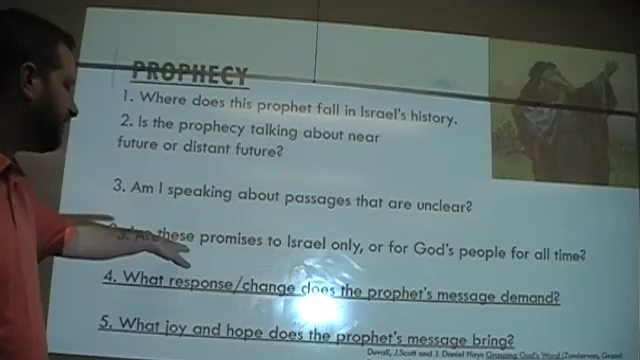 PROPHECY
1. Where does this prophet fall in Israel's history.
2. Is the prophecy talking about near
future or distant future?
3. Am I speaking about passages that are unclear?
3. Are these promises to Israel only, or for God's people for all time?
4. What response/change does the prophet's message demand?
5. What joy and hope does the prophet's message bring?
Duvall, J.Scott and J. Daniel Hays Grasping God's Word (Zondervan, Grand